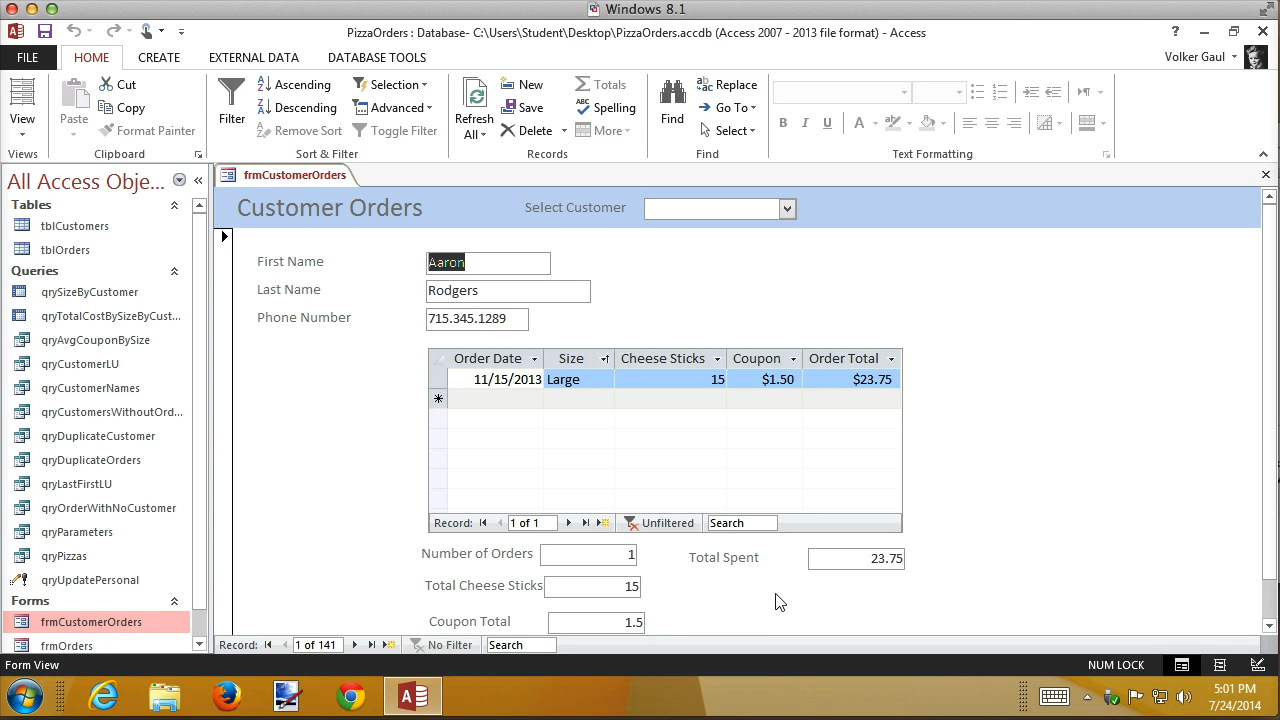 Windows 8.1
PizzaOrders : Database- C:\Users\Student\Desktop\PizzaOrders.accdb (Access 2007 - 2013 file format) - Access
FILE HOME CREATE EXTERNAL DATA DATABASE TOOLS Volker Gaul
View
Views
Paste
Cut
Copy
Format Painter
Clipboard
Filter
Ascending
Descending
Remove Sort
Selection
Advanced
Toggle Filter
Sort & Filter
Refresh
All
New
Save
Delete
Totals
Spelling
More
Records
Find
Replace
Go To
Select
Find
B I U A
Text Formatting
All Access Obje...
Tables
tblCustomers
tblOrders
Queries
qrySizeByCustomer
qryTotalCostBySizeByCust...
qryAvgCouponBySize
qryCustomerLU
qryCustomerNames
qryCustomersWithoutOrd...
qryDuplicateCustomer
qryDuplicateOrders
qryLastFirstLU
qryOrderWithNoCustomer
qryParameters
qryPizzas
qryUpdatePersonal
Forms
frmCustomerOrders
frmOrders
frmCustomerOrders
Customer Orders Select Customer
First Name Aaron
Last Name Rodgers
Phone Number 715.345.1289
Order Date Size Cheese Sticks Coupon Order Total
11/15/2013 Large 15 $1.50 $23.75
Record: 1 of 1 Unfiltered Search
Number of Orders 1 Total Spent 23.75
Total Cheese Sticks 15
Coupon Total 1.5
Record: 1 of 141 No Filter Search
Form View NUM LOCK
5:01 PM
7/24/2014